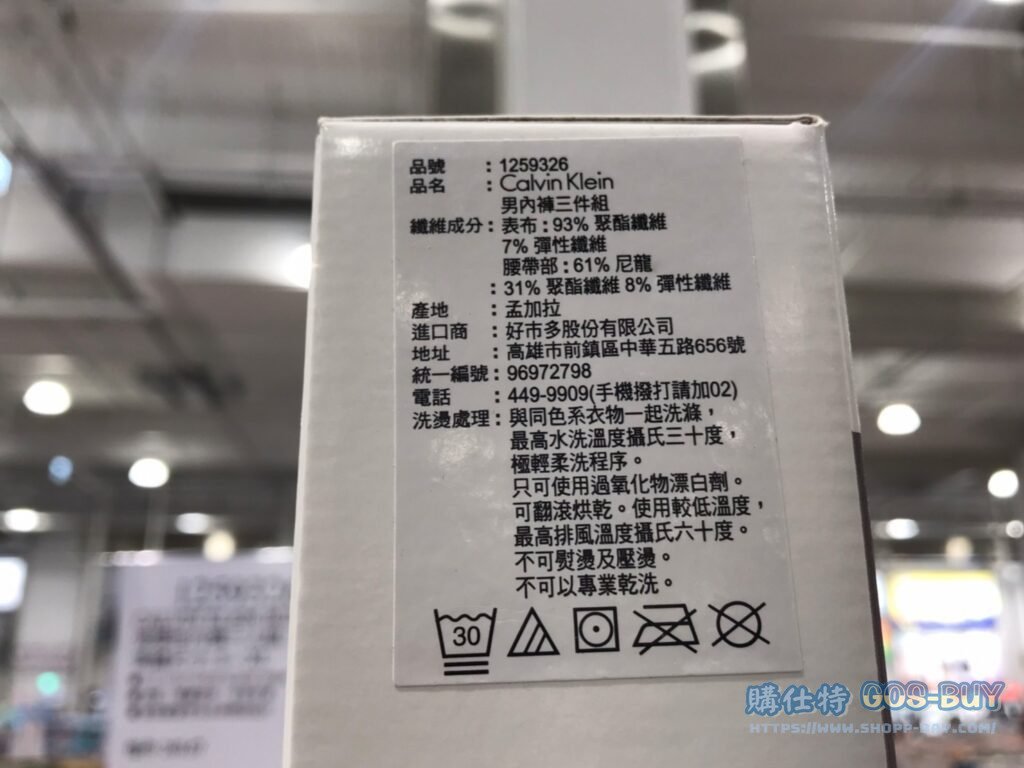 品號 : 1259326
品名 : Calvin Klein
男內褲三件組
纖維成分 : 表布 : 93% 聚酯纖維
7% 彈性纖維
腰帶部 : 61% 尼龍
: 31% 聚酯纖維 8% 彈性纖維
產地 : 孟加拉
進口商 : 好市多股份有限公司
地址 : 高雄市前鎮區中華五路656號
統一編號 : 96972798
電話 : 449-9909(手機撥打請加02)
洗燙處理 : 與同色系衣物一起洗滌，
最高水洗溫度攝氏三十度，
極輕柔洗程序。
只可使用過氧化物漂白劑。
可翻滾烘乾。使用較低溫度，
最高排風溫度攝氏六十度。
不可熨燙及壓燙。
不可以專業乾洗。
30
購仕特 GOS-BUY
HTTPS://WWW.SHOPP-BOW.COM/